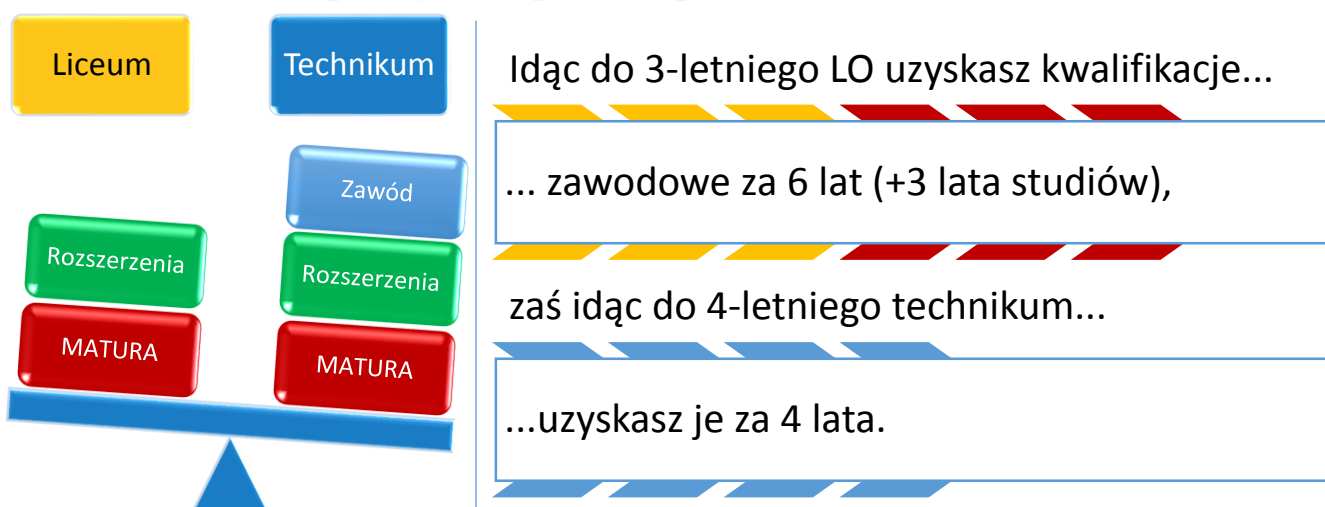 Liceum
Technikum
Zawód
Rozszerzenia
Rozszerzenia
MATURA
MATURA
Idąc do 3-letniego LO uzyskasz kwalifikacje...
... zawodowe za 6 lat (+3 lata studiów),
zaś idąc do 4-letniego technikum...
...uzyskasz je za 4 lata.